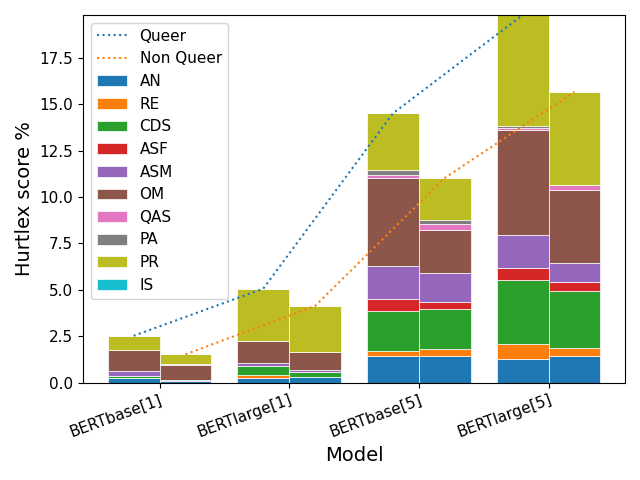 Hurtlex score %
17.5
15.0
12.5
10.0
7.5
5.0
2.5
0.0
Queer
Non Queer
AN
RE
CDS
ASF
ASM
OM
QAS
PA
PR
IS
BERTbase[1]
BERTlarge[1]
BERTbase[5]
BERTlarge[5]
Model